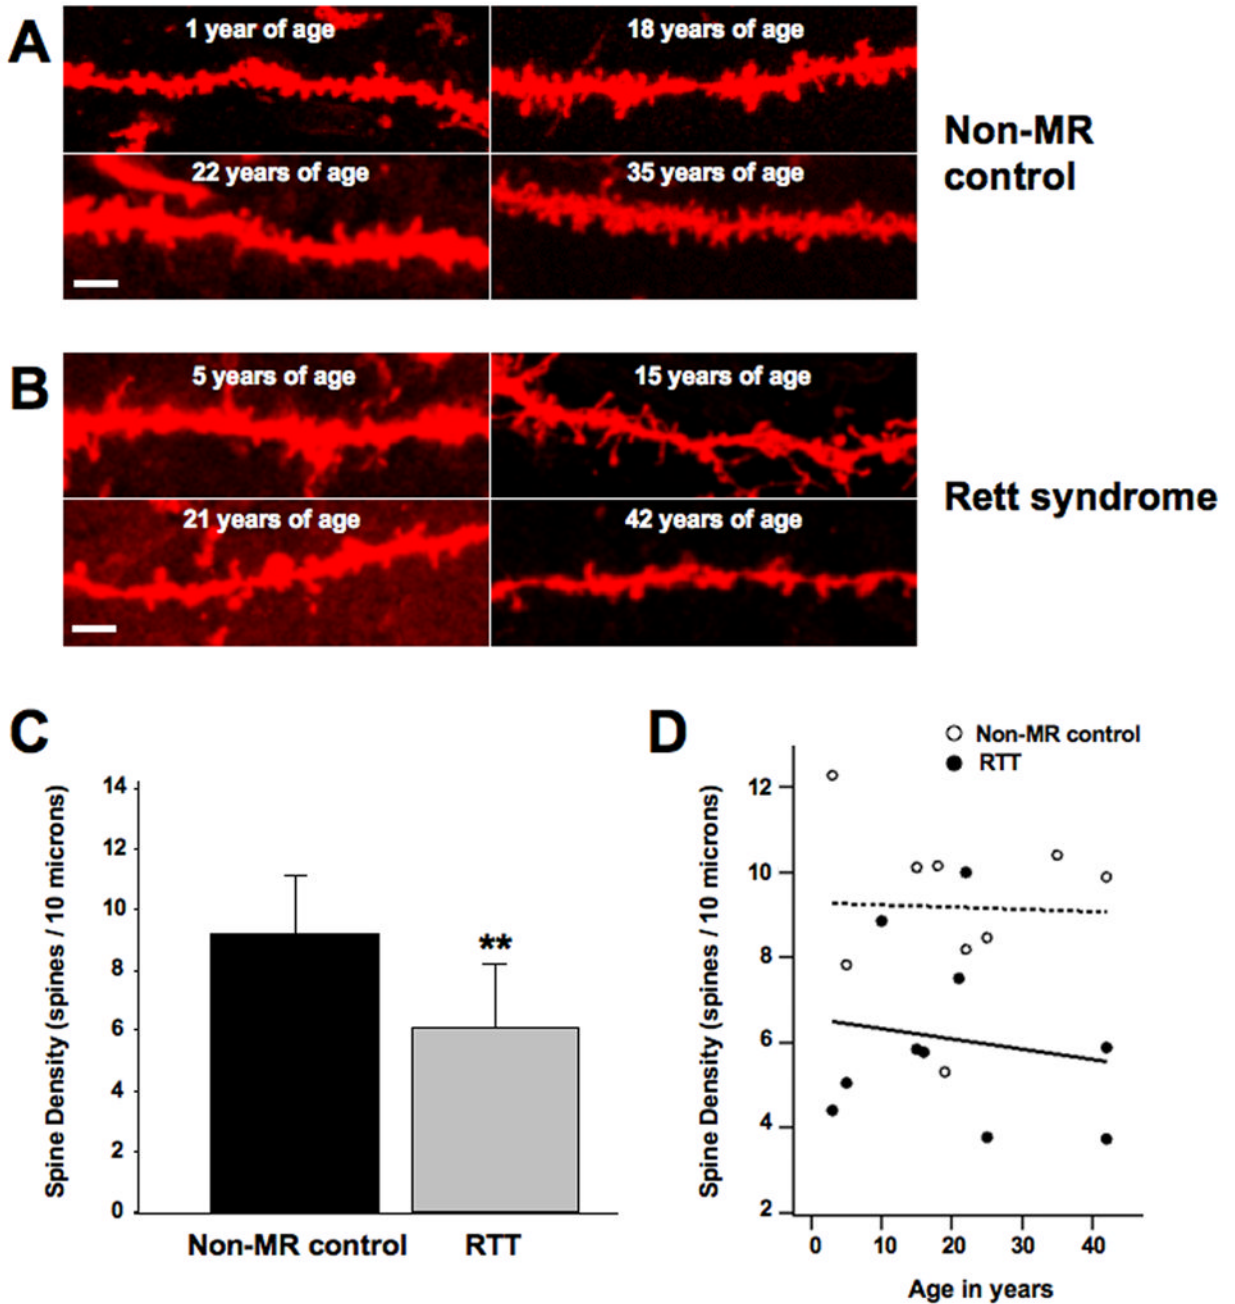 A
1 year of age
18 years of age
22 years of age
35 years of age
Non-MR
control
B
5 years of age
15 years of age
21 years of age
42 years of age
Rett syndrome
C
Spine Density (spines / 10 microns)
14
12
10
8
6
4
2
0
**
Non-MR control
RTT
D
Non-MR control
RTT
Spine Density (spines / 10 microns)
12
10
8
6
4
2
0
10
20
30
40
Age in years